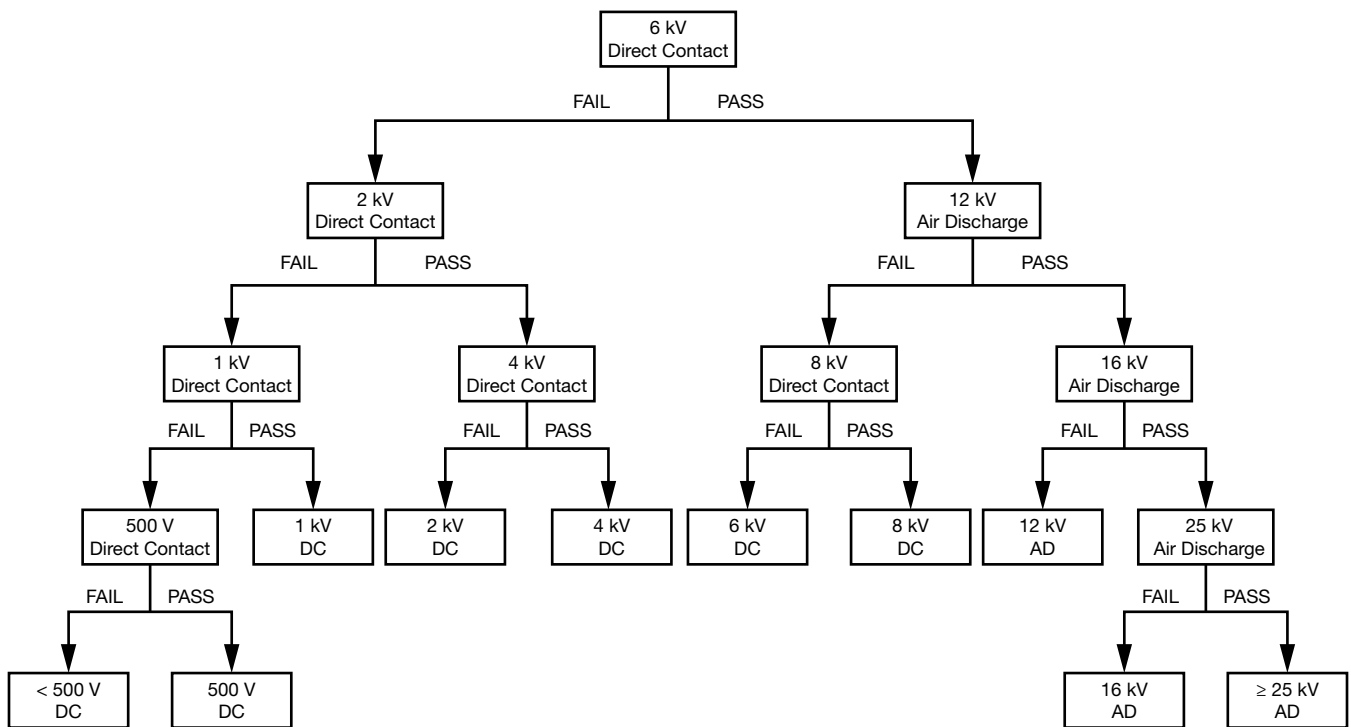 6 kV
Direct Contact
FAIL
PASS
2 kV
Direct Contact
12 kV
Air Discharge
FAIL
PASS
FAIL
PASS
1 kV
Direct Contact
4 kV
Direct Contact
8 kV
Direct Contact
16 kV
Air Discharge
FAIL
PASS
FAIL
PASS
FAIL
PASS
FAIL
PASS
500 V
Direct Contact
1 kV
DC
2 kV
DC
4 kV
DC
6 kV
DC
8 kV
DC
12 kV
AD
25 kV
Air Discharge
FAIL
PASS
FAIL
PASS
< 500 V
DC
500 V
DC
16 kV
AD
≥ 25 kV
AD